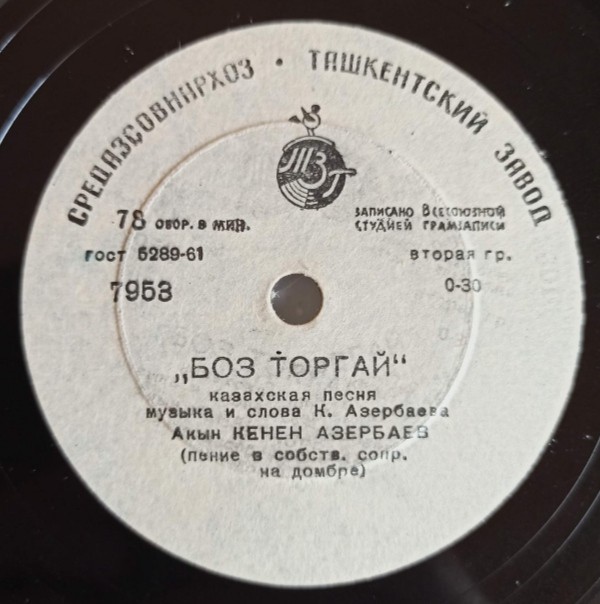 СРЕДАЗСОВНАРХОЗ • ТАШКЕНТСКИЙ ЗАВОД
ТЗГ
78 ОБОР. В МИН.
ЗАПИСАНО ВСЕСОЮЗНОЙ
СТУДИЕЙ ГРАМЗАПИСИ
ГОСТ 5289-61
вторая гр.
7953
0-30
„БОЗ ТОРГАЙ“
казахская песня
музыка и слова К. Азербаева
Акын КЕНЕН АЗЕРБАЕВ
(пение в собств. сопр.
на домбре)